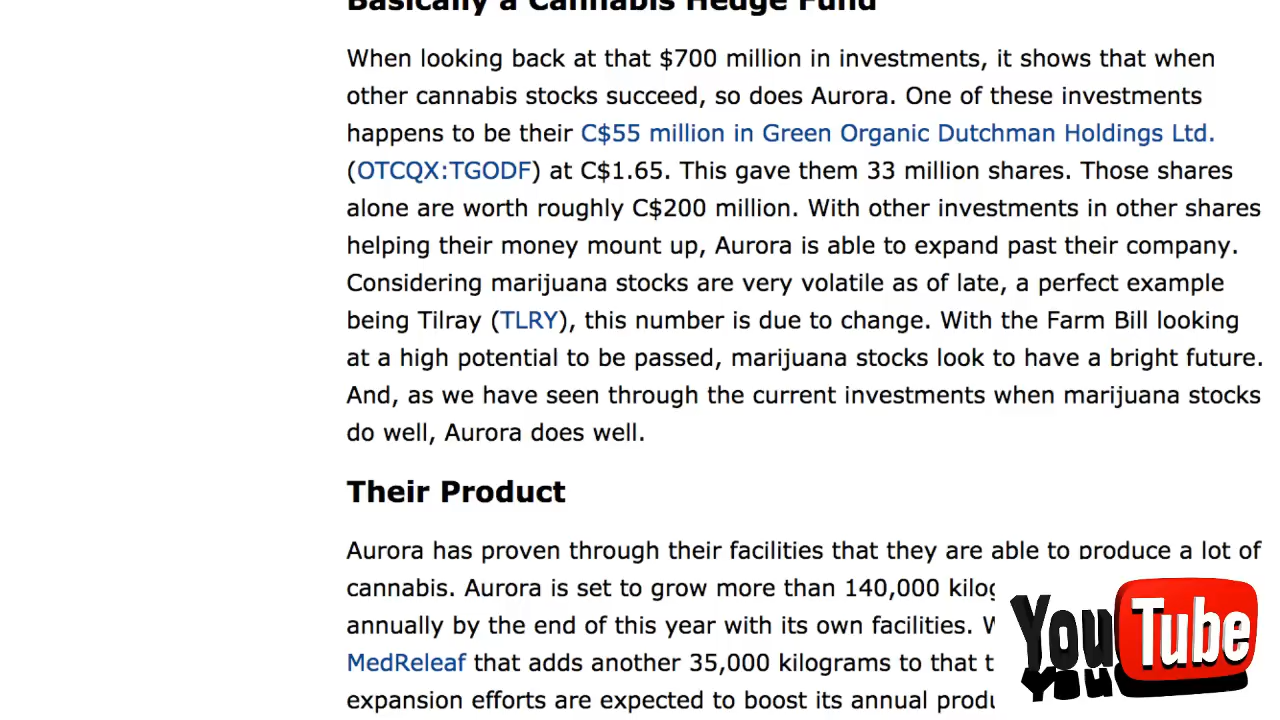 Basically a Cannabis Hedge Fund
When looking back at that $700 million in investments, it shows that when
other cannabis stocks succeed, so does Aurora. One of these investments
happens to be their C$55 million in Green Organic Dutchman Holdings Ltd.
(OTCQX:TGODF) at C$1.65. This gave them 33 million shares. Those shares
alone are worth roughly C$200 million. With other investments in other shares
helping their money mount up, Aurora is able to expand past their company.
Considering marijuana stocks are very volatile as of late, a perfect example
being Tilray (TLRY), this number is due to change. With the Farm Bill looking
at a high potential to be passed, marijuana stocks look to have a bright future.
And, as we have seen through the current investments when marijuana stocks
do well, Aurora does well.
Their Product
Aurora has proven through their facilities that they are able to produce a lot of
cannabis. Aurora is set to grow more than 140,000
annually by the end of this year with its own facilities.
MedReleaf that adds another 35,000 kilograms to that
expansion efforts are expected to boost its annual
YouTube